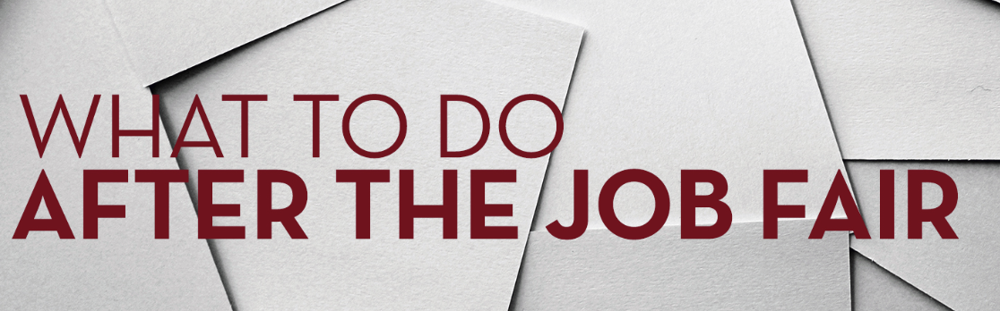 WHAT TO DO
AFTER THE JOB FAIR